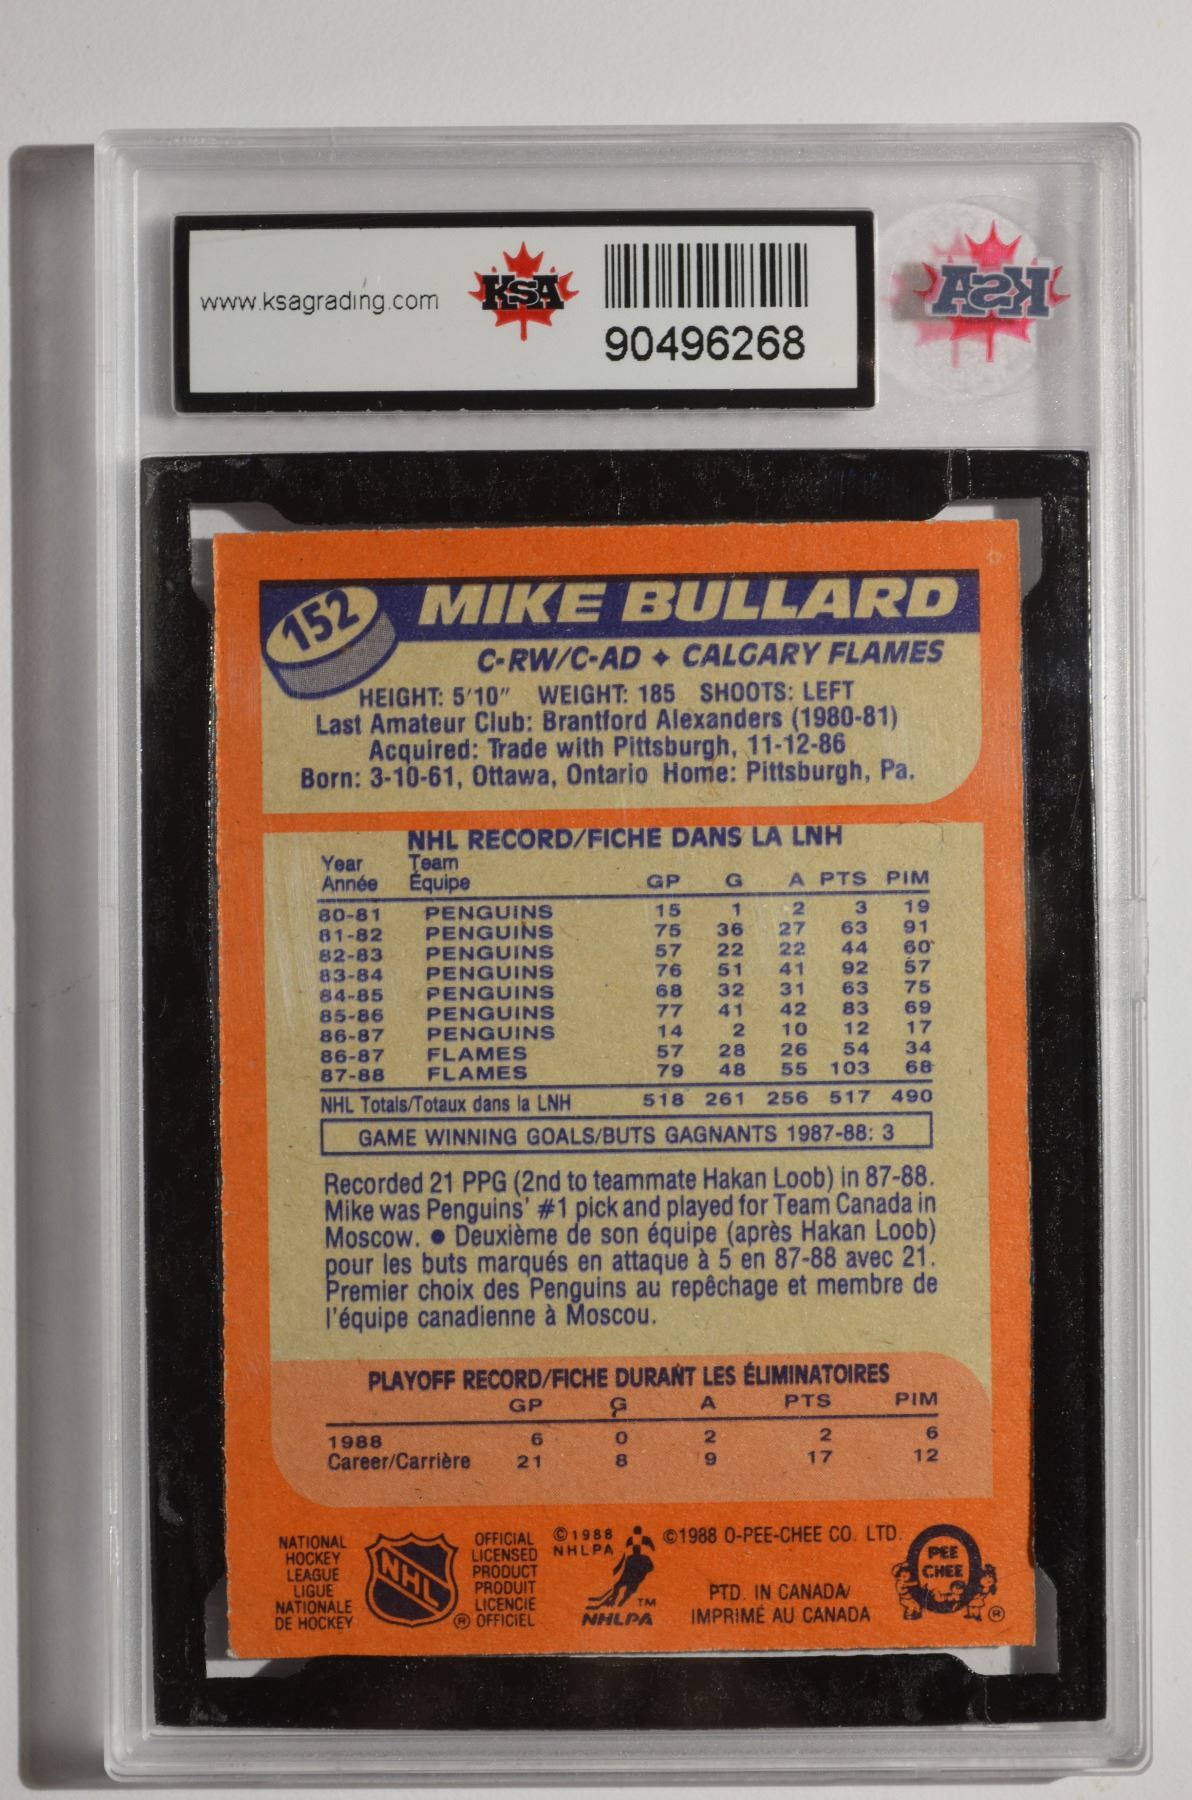 www.ksagrading.com KSA 90496268 KSA
152 MIKE BULLARD
C-RW/C-AD ✦ CALGARY FLAMES
HEIGHT: 5'10" WEIGHT: 185 SHOOTS: LEFT
Last Amateur Club: Brantford Alexanders (1980-81)
Acquired: Trade with Pittsburgh, 11-12-86
Born: 3-10-61, Ottawa, Ontario Home: Pittsburgh, Pa.
NHL RECORD/FICHE DANS LA LNH
Year Team
Année Équipe GP G A PTS PIM
80-81 PENGUINS 15 1 2 3 19
81-82 PENGUINS 75 36 27 63 91
82-83 PENGUINS 57 22 22 44 60
83-84 PENGUINS 76 51 41 92 57
84-85 PENGUINS 68 32 31 63 75
85-86 PENGUINS 77 41 42 83 69
86-87 PENGUINS 14 2 10 12 17
86-87 FLAMES 57 28 26 54 34
87-88 FLAMES 79 48 55 103 68
NHL Totals/Totaux dans la LNH 518 261 256 517 490
GAME WINNING GOALS/BUTS GAGNANTS 1987-88: 3
Recorded 21 PPG (2nd to teammate Hakan Loob) in 87-88.
Mike was Penguins' #1 pick and played for Team Canada in
Moscow. ● Deuxième de son équipe (après Hakan Loob)
pour les buts marqués en attaque à 5 en 87-88 avec 21.
Premier choix des Penguins au repêchage et membre de
l'équipe canadienne à Moscou.
PLAYOFF RECORD/FICHE DURANT LES ÉLIMINATOIRES
GP G A PTS PIM
1988 6 0 2 2 6
Career/Carrière 21 8 9 17 12
NATIONAL
HOCKEY
LEAGUE
LIGUE
NATIONALE
DE HOCKEY
NHL ®
OFFICIAL
LICENSED
PRODUCT
PRODUIT
LICENCIE
OFFICIEL
©1988
NHLPA
™
NHLPA
©1988 O-PEE-CHEE CO. LTD.
PTD. IN CANADA/
IMPRIMÉ AU CANADA
O
PEE
CHEE
®